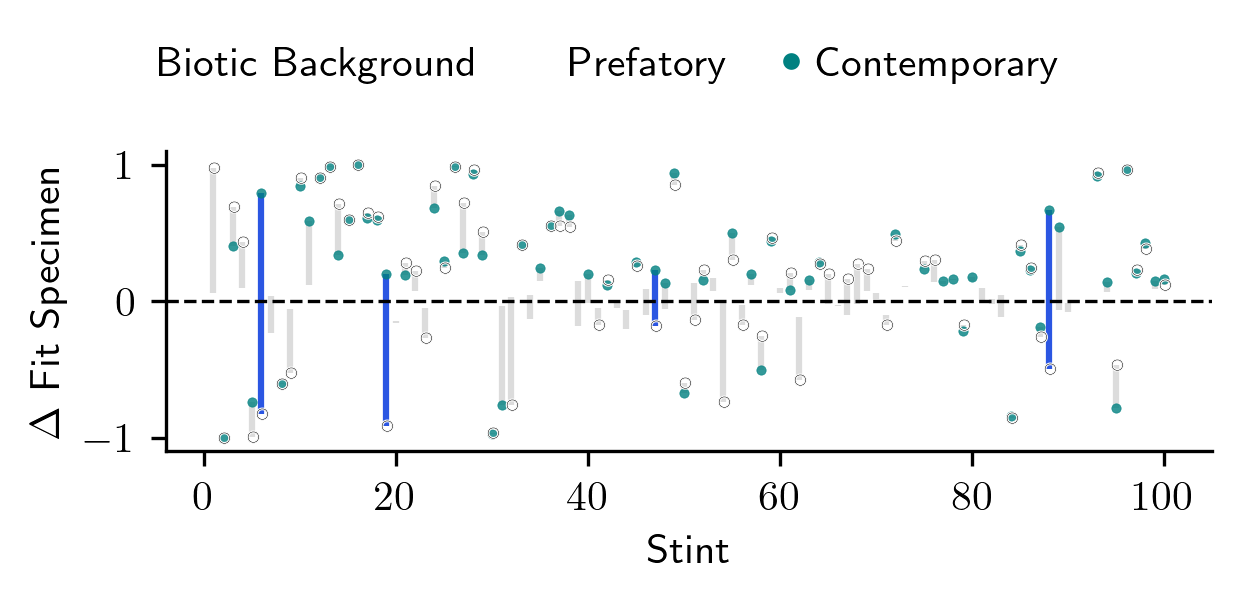 Biotic Background Prefatory Contemporary
Δ Fit Specimen
1
0
−1
0 20 40 60 80 100
Stint